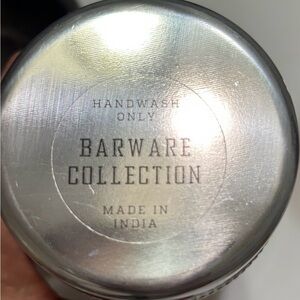 HANDWASH
ONLY
BARWARE
COLLECTION
MADE IN
INDIA